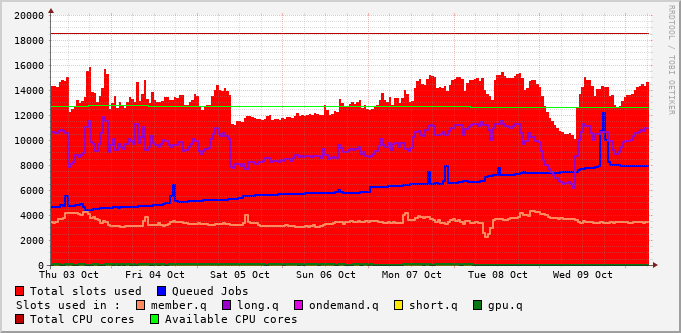 20000
18000
16000
14000
12000
10000
8000
6000
4000
2000
0
Thu 03 Oct Fri 04 Oct Sat 05 Oct Sun 06 Oct Mon 07 Oct Tue 08 Oct Wed 09 Oct
RRDTOOL / TOBI OETIKER
Total slots used Queued Jobs
Slots used in : member.q long.q ondemand.q short.q gpu.q
Total CPU cores Available CPU cores